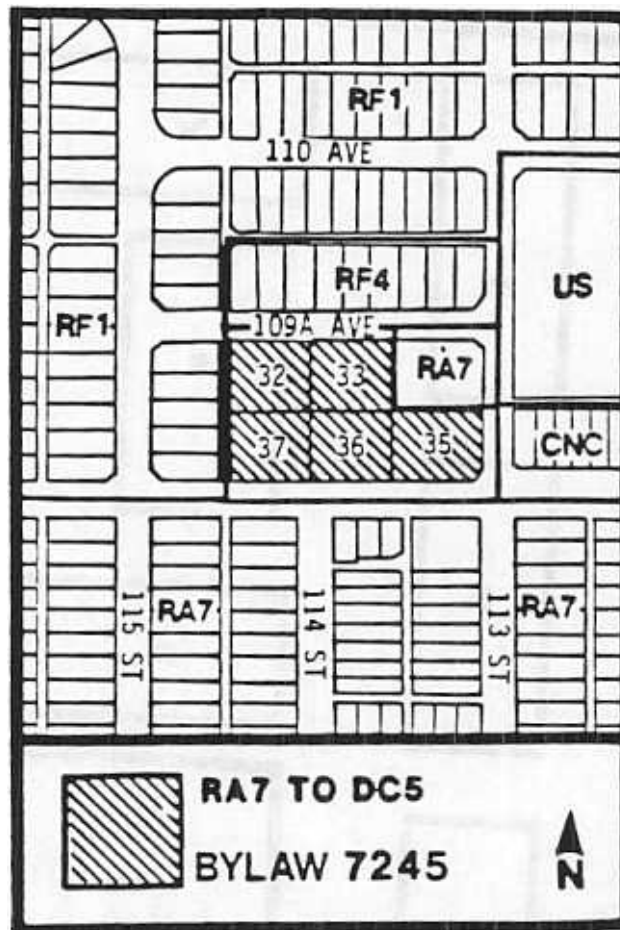 RF1
110 AVE
RF4
US
RF1
109A AVE
32
33
RA7
37
36
35
CNC
115 ST
RA7
114 ST
113 ST
RA7
RA7 TO DC5
BYLAW 7245
N